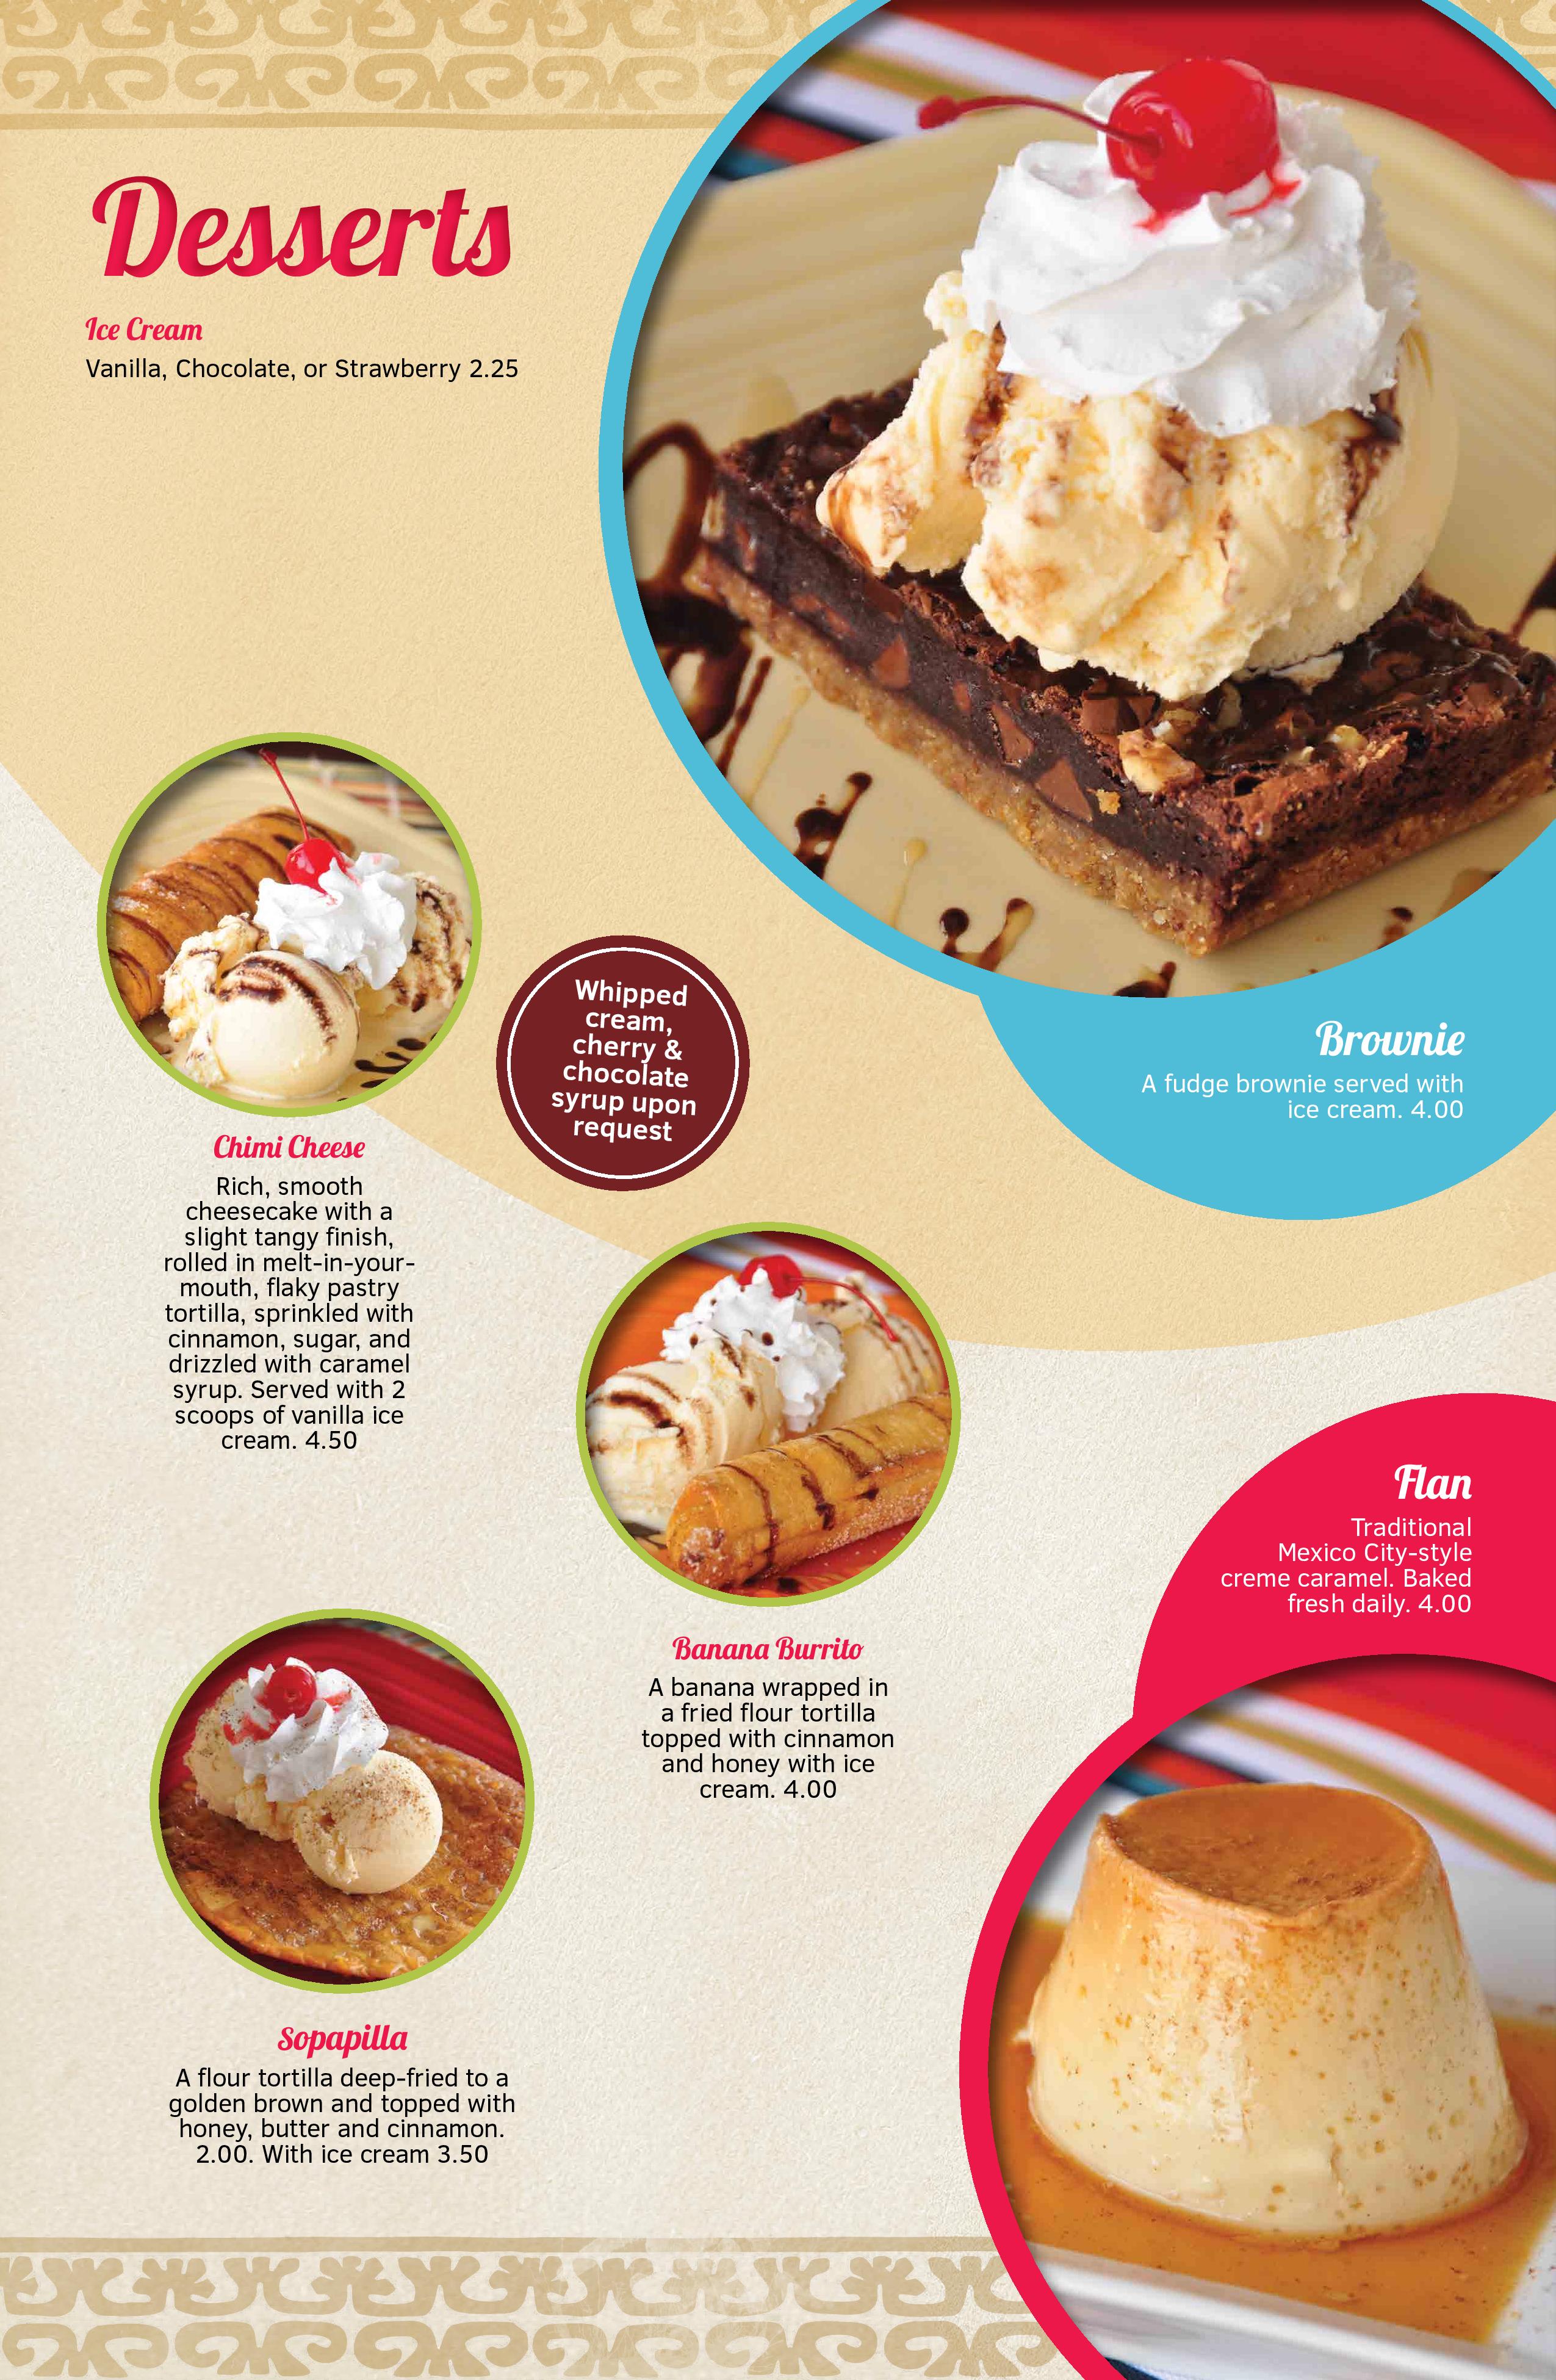 Desserts
Ice Cream
Vanilla, Chocolate, or Strawberry 2.25
Whipped
cream,
cherry &
chocolate
syrup upon
request
Brownie
A fudge brownie served with
ice cream. 4.00
Chimi Cheese
Rich, smooth
cheesecake with a
slight tangy finish,
rolled in melt-in-your-
mouth, flaky pastry
tortilla, sprinkled with
cinnamon, sugar, and
drizzled with caramel
syrup. Served with 2
scoops of vanilla ice
cream. 4.50
Banana Burrito
A banana wrapped in
a fried flour tortilla
topped with cinnamon
and honey with ice
cream. 4.00
Flan
Traditional
Mexico City-style
creme caramel. Baked
fresh daily. 4.00
Sopapilla
A flour tortilla deep-fried to a
golden brown and topped with
honey, butter and cinnamon.
2.00. With ice cream 3.50